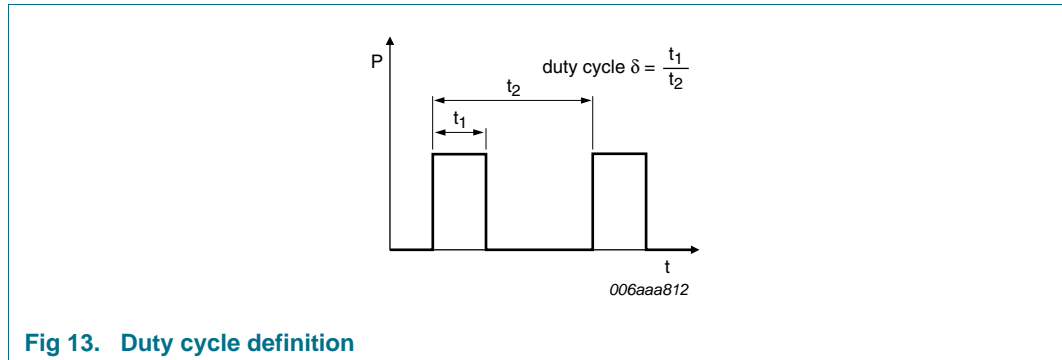 P
duty cycle δ = t1/t2
t2
t1
t
006aaa812
Fig 13. Duty cycle definition